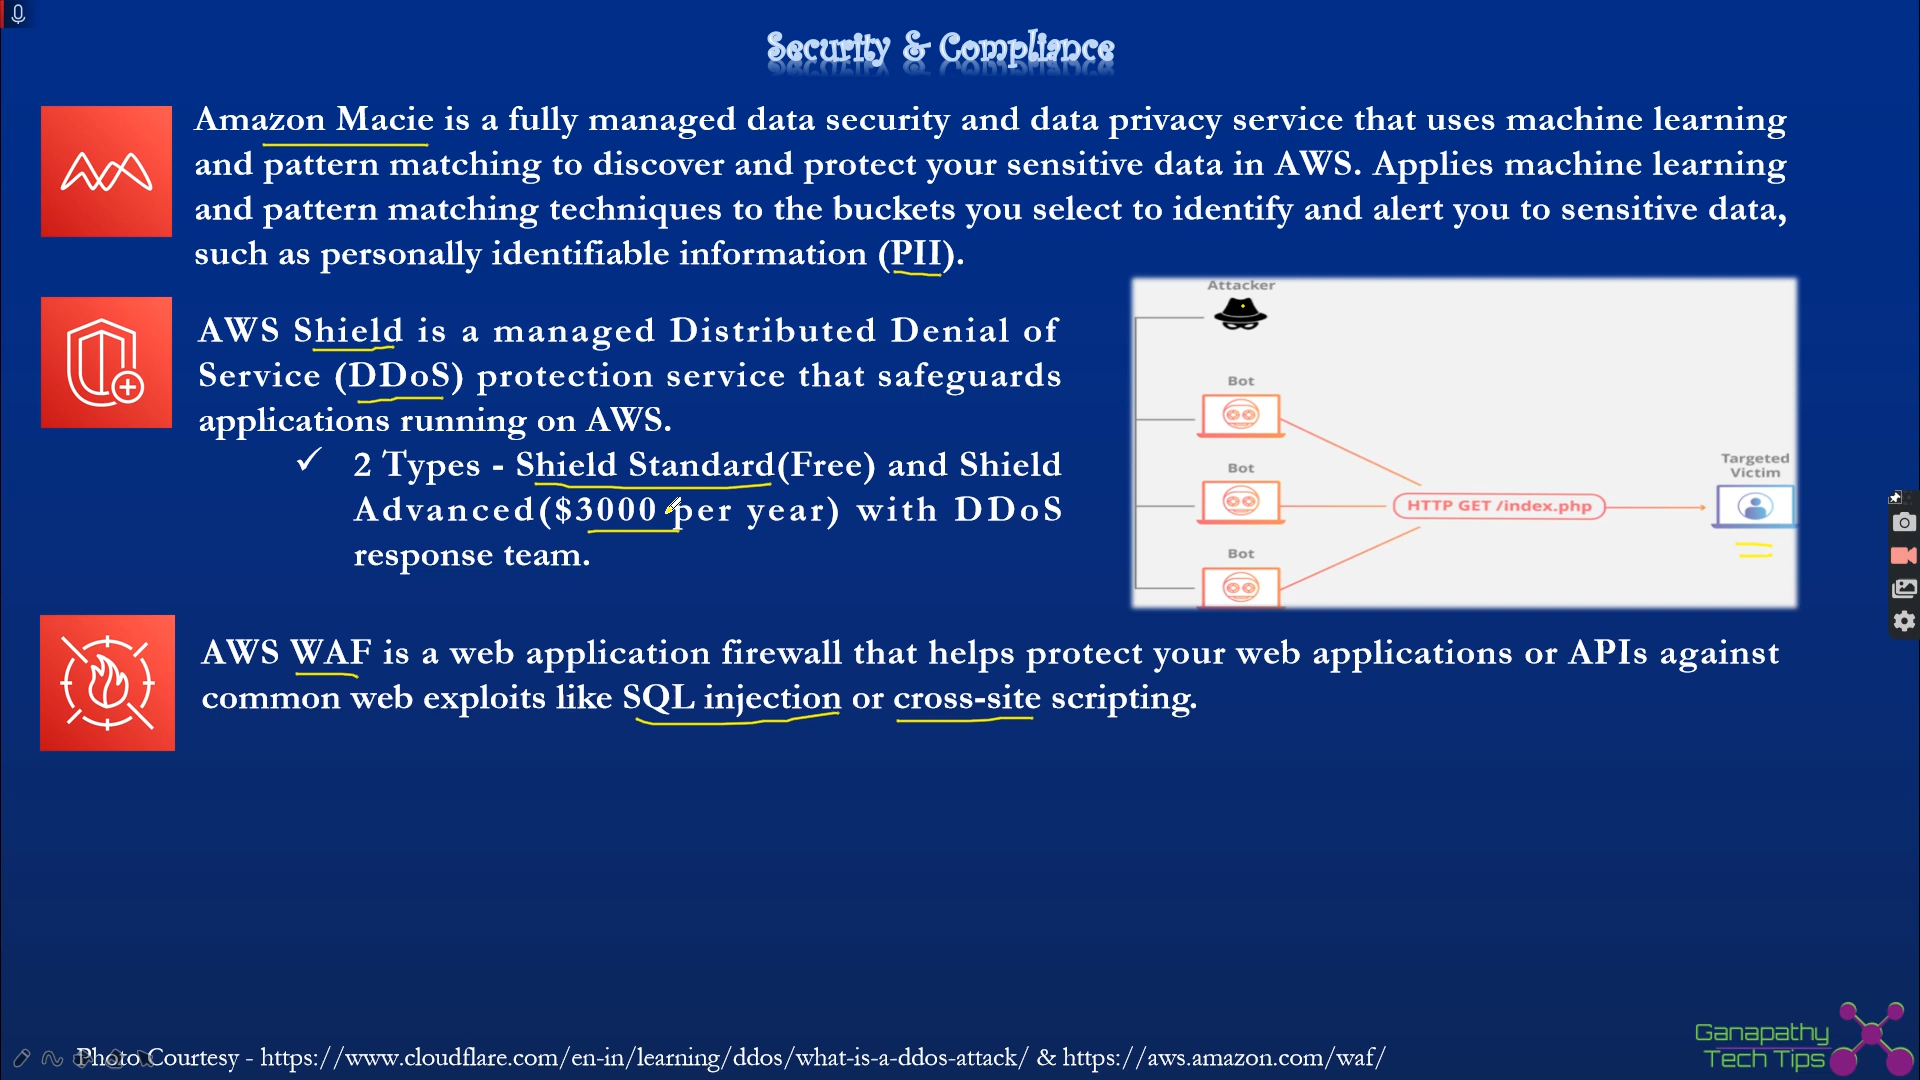 Security & Compliance
Amazon Macie is a fully managed data security and data privacy service that uses machine learning
and pattern matching to discover and protect your sensitive data in AWS. Applies machine learning
and pattern matching techniques to the buckets you select to identify and alert you to sensitive data,
such as personally identifiable information (PII).
AWS Shield is a managed Distributed Denial of
Service (DDoS) protection service that safeguards
applications running on AWS.
✓ 2 Types - Shield Standard(Free) and Shield
Advanced($3000 per year) with DDoS
response team.
Attacker
Bot
Bot
Bot
HTTP GET /index.php
Targeted
Victim
AWS WAF is a web application firewall that helps protect your web applications or APIs against
common web exploits like SQL injection or cross-site scripting.
Photo Courtesy - https://www.cloudflare.com/en-in/learning/ddos/what-is-a-ddos-attack/ & https://aws.amazon.com/waf/
Ganapathy
Tech Tips